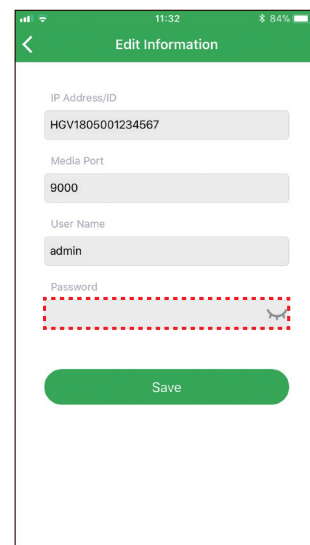 11:32
84%
Edit Information
IP Address/ID
HGV1805001234567
Media Port
9000
User Name
admin
Password
Save